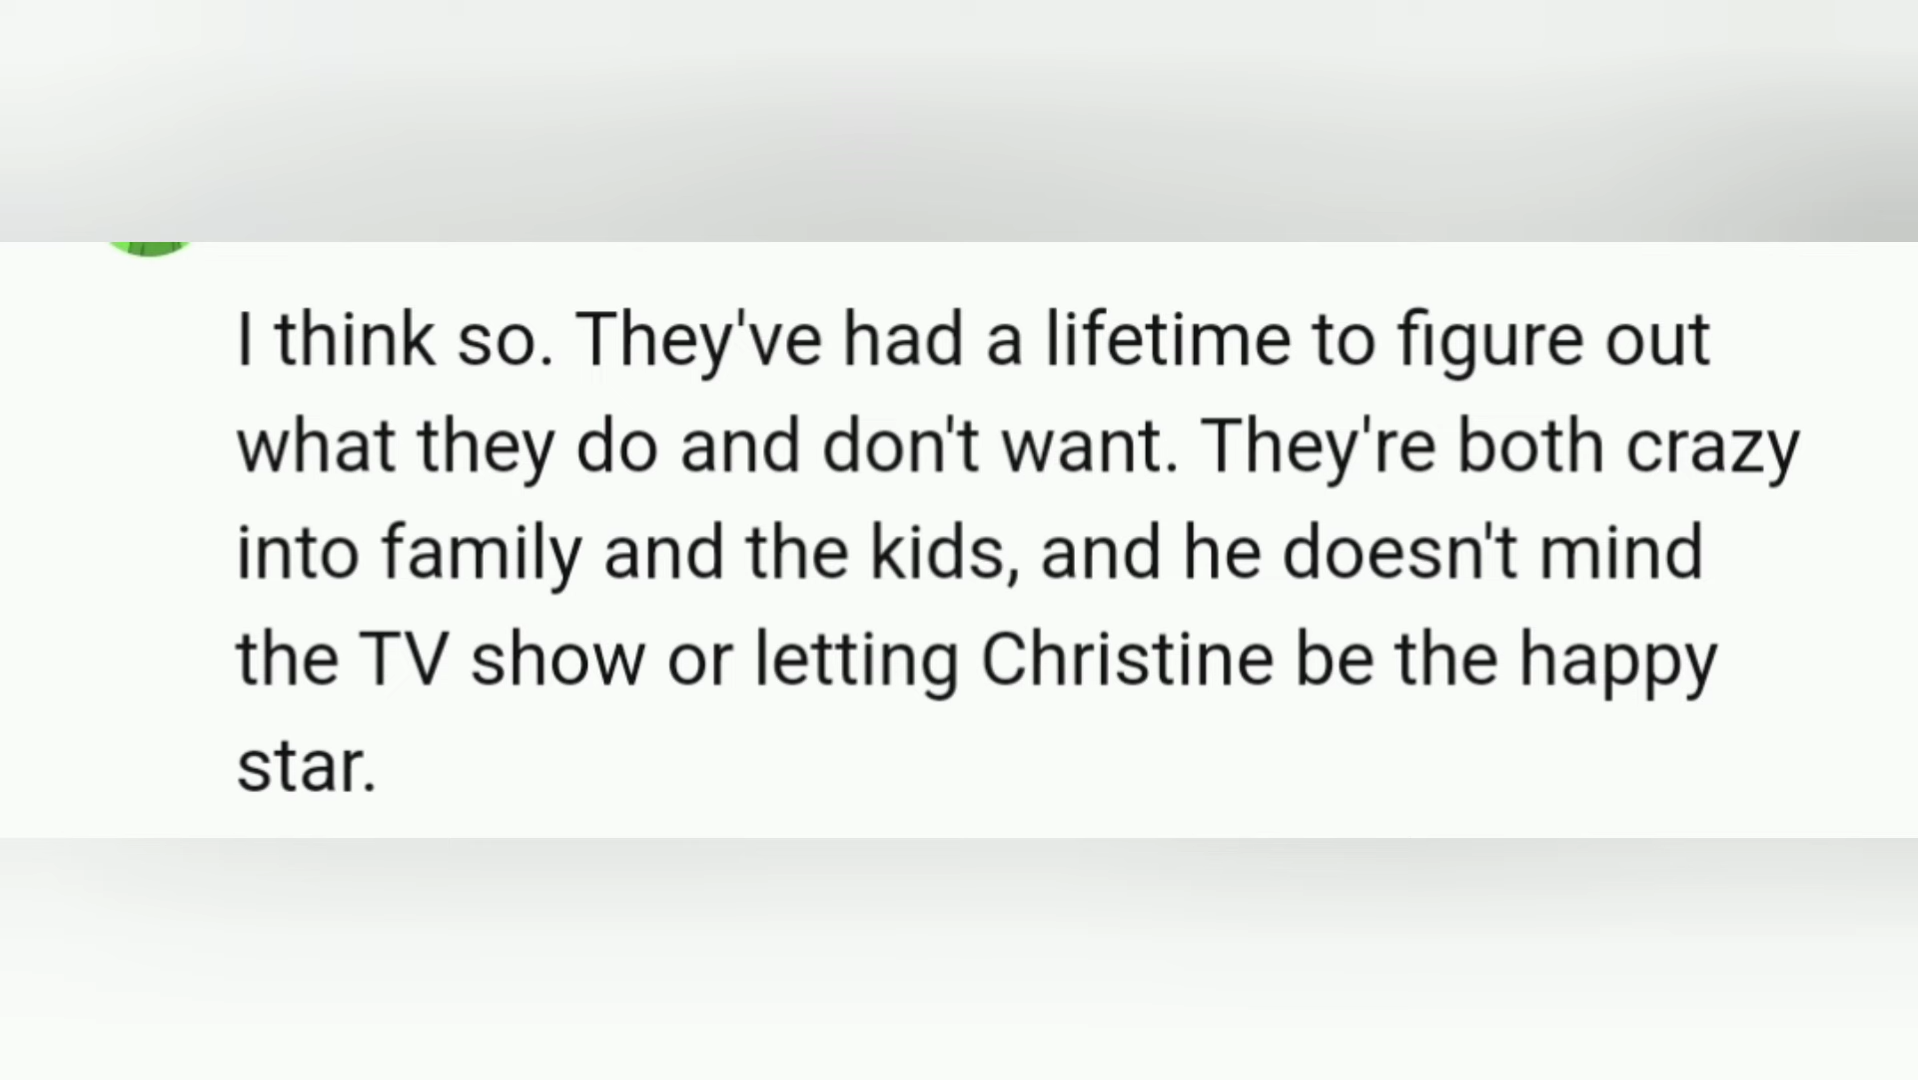 I think so. They've had a lifetime to figure out
what they do and don't want. They're both crazy
into family and the kids, and he doesn't mind
the TV show or letting Christine be the happy
star.